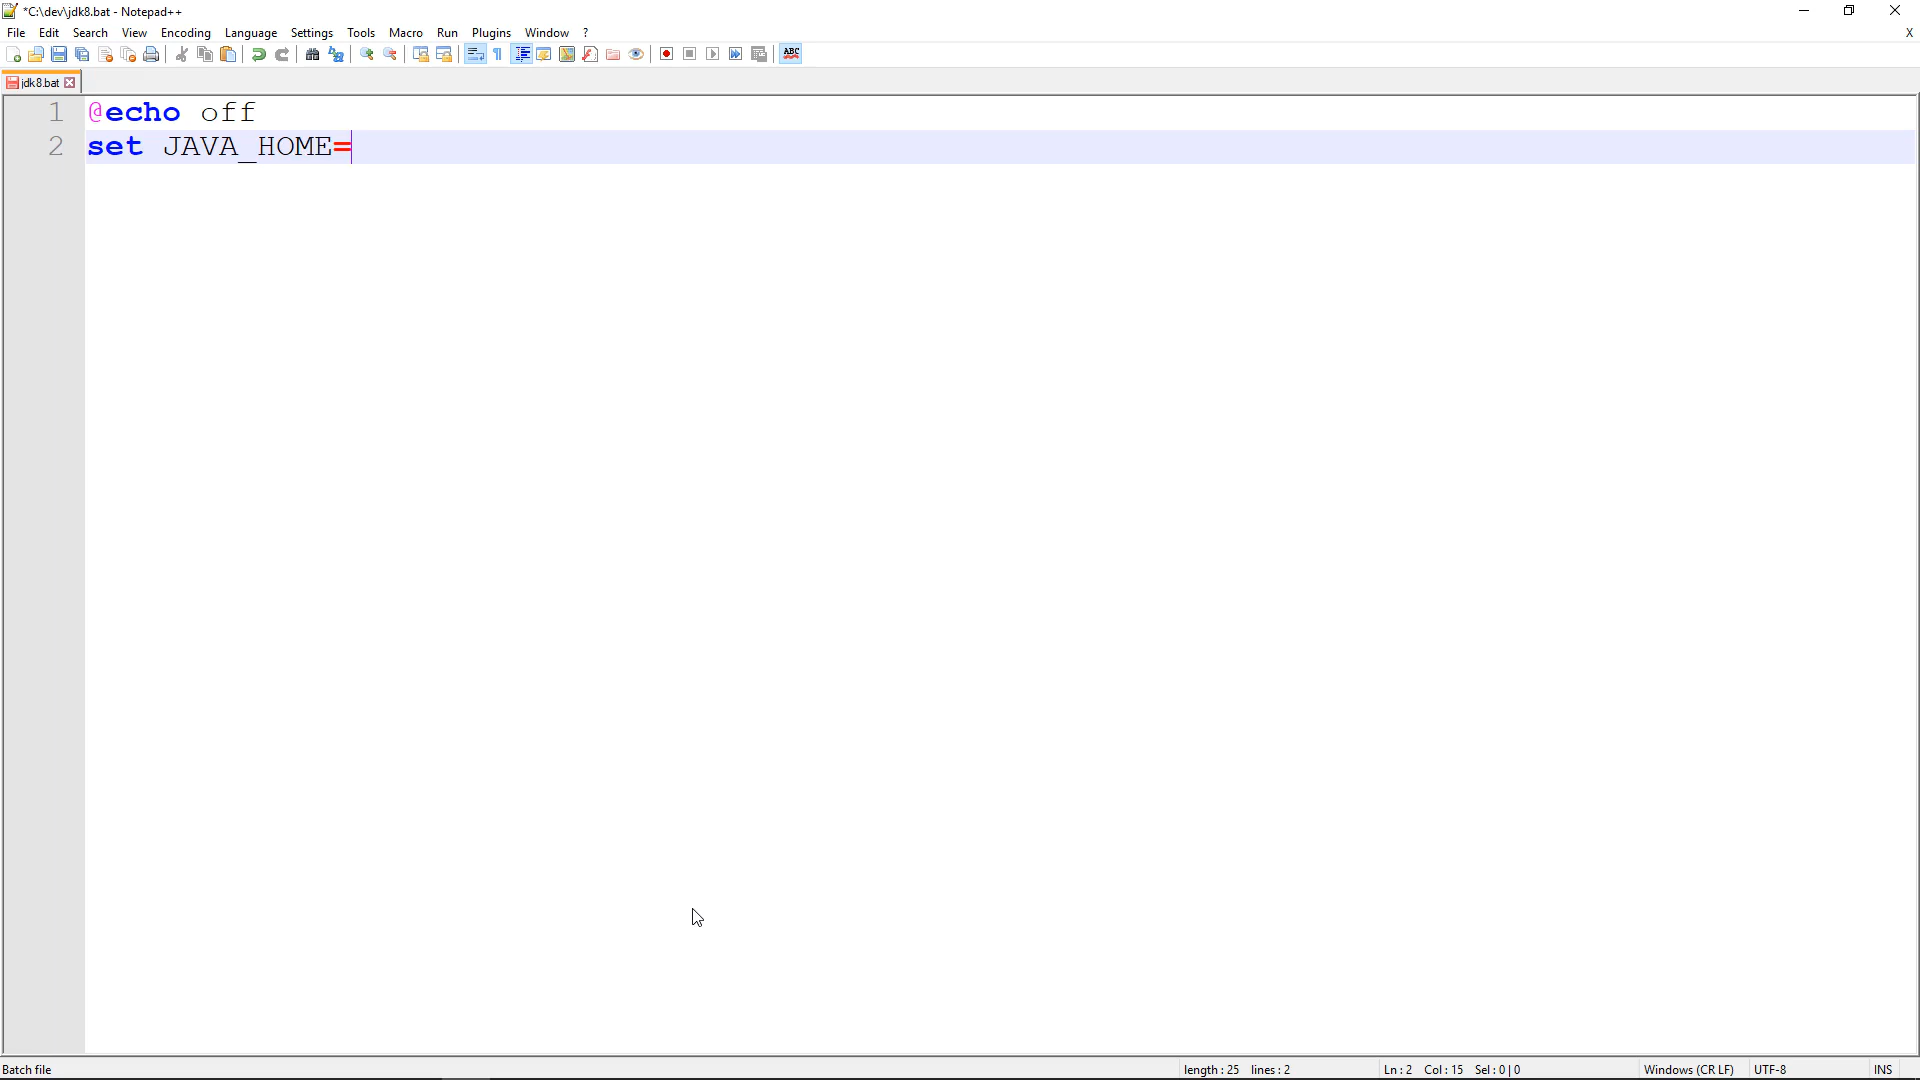 *C:\dev\jdk8.bat - Notepad++
File Edit Search View Encoding Language Settings Tools Macro Run Plugins Window ? X
ABC
jdk8.bat
1 @echo off
2 set JAVA_HOME=
Batch file length : 25 lines : 2 Ln : 2 Col : 15 Sel : 0 | 0 Windows (CR LF) UTF-8 INS